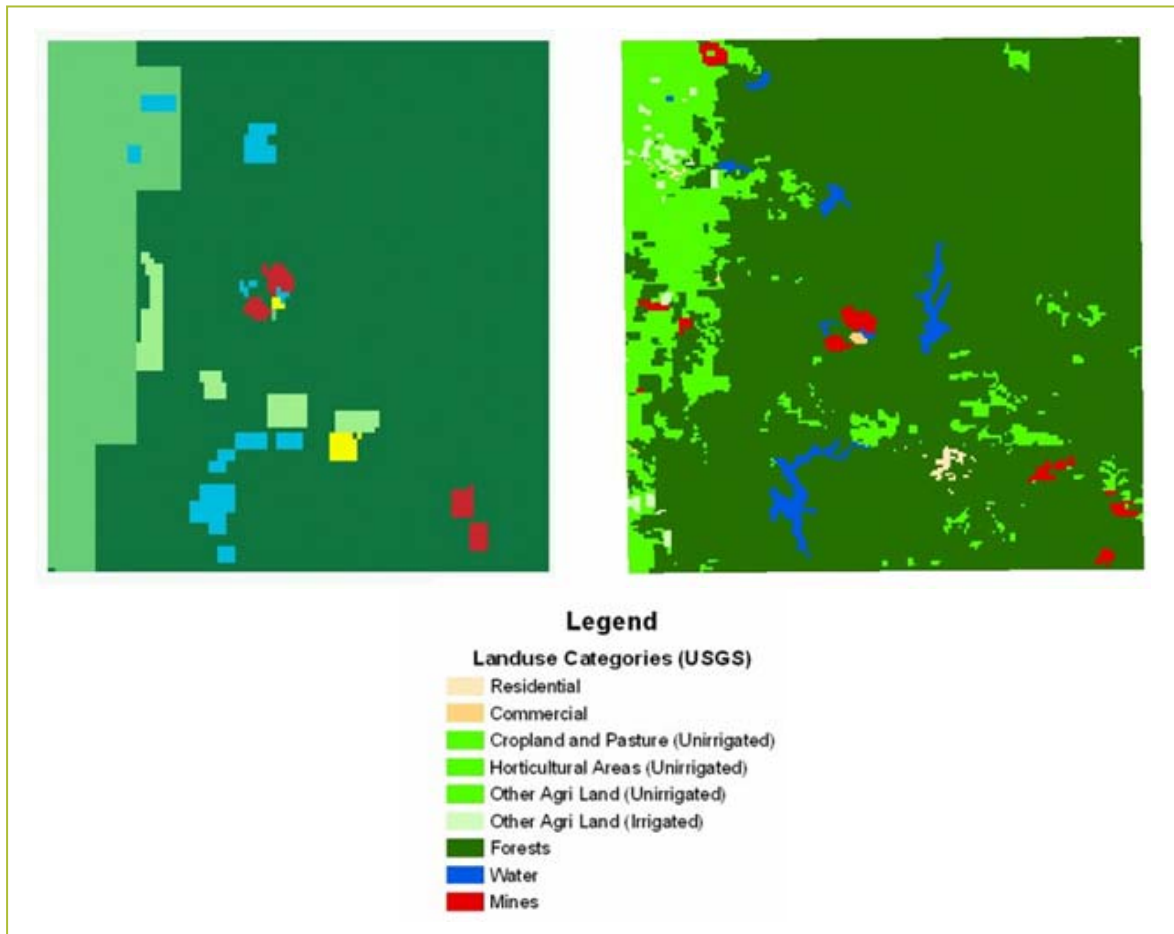 Legend
Landuse Categories (USGS)
Residential
Commercial
Cropland and Pasture (Unirrigated)
Horticultural Areas (Unirrigated)
Other Agri Land (Unirrigated)
Other Agri Land (Irrigated)
Forests
Water
Mines